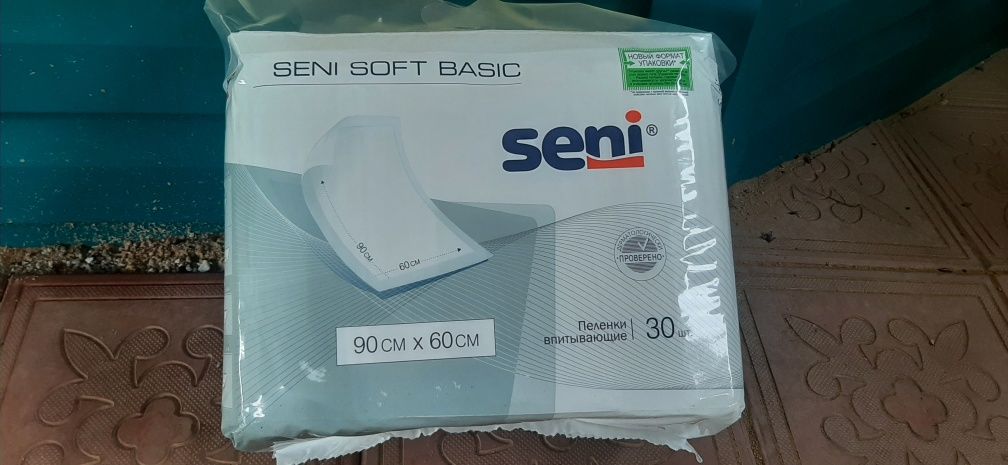 SENI SOFT BASIC
НОВЫЙ ФОРМАТ
УПАКОВКИ*
seni®
90 СМ
60 СМ
ДЕРМАТОЛОГИЧЕСКИ
ПРОВЕРЕНО
Пеленки
впитывающие
30 шт.
90 СМ х 60 СМ